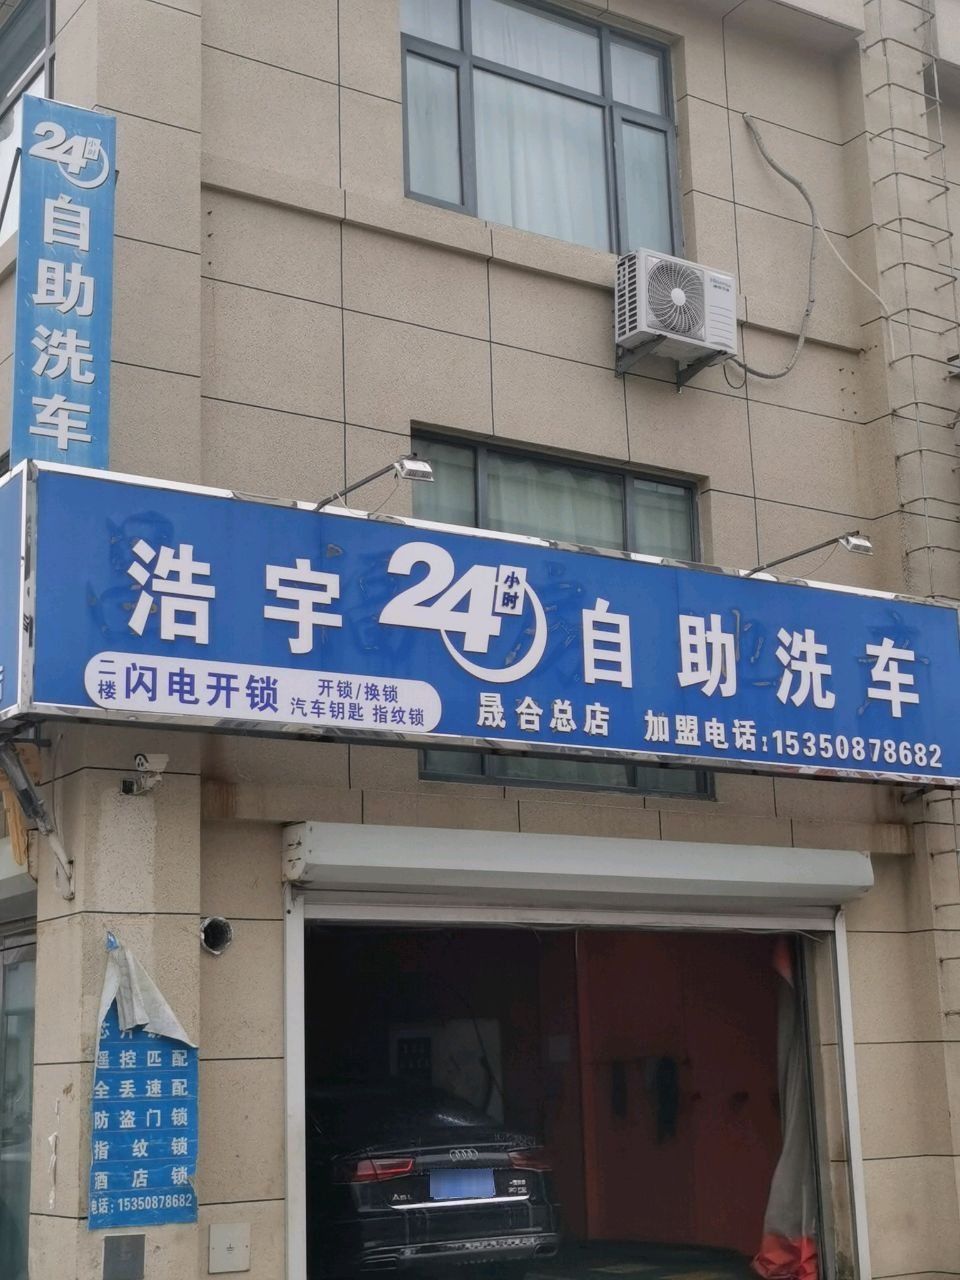 24小时
自助洗车
浩宇24小时自助洗车
二楼 闪电开锁 开锁/换锁
汽车钥匙 指纹锁
晟合总店 加盟电话:15350878682
遥控匹配
全丢速配
防盗门锁
指纹锁
酒店锁
电话:15350878682
A6L